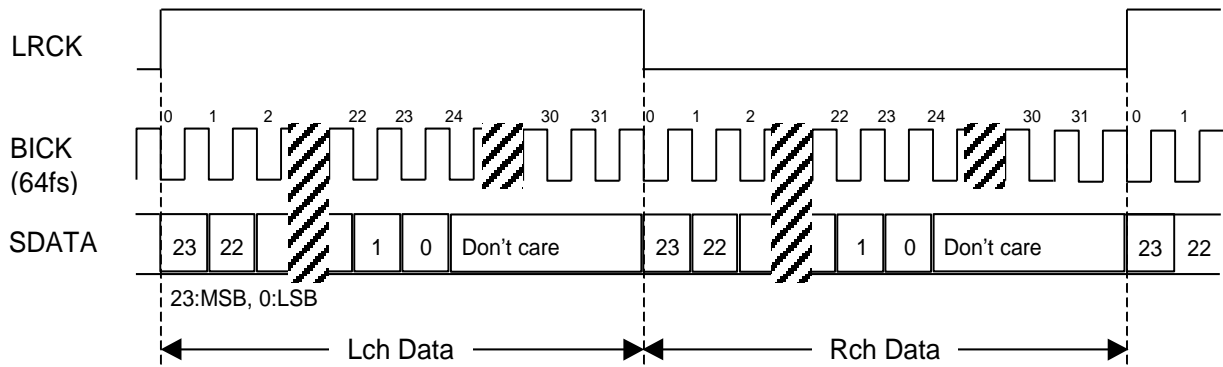 LRCK
0 1 2 22 23 24 30 31 0 1 2 22 23 24 30 31 0 1
BICK
(64fs)
SDATA 23 22 1 0 Don't care 23 22 1 0 Don't care 23 22
23:MSB, 0:LSB
Lch Data Rch Data